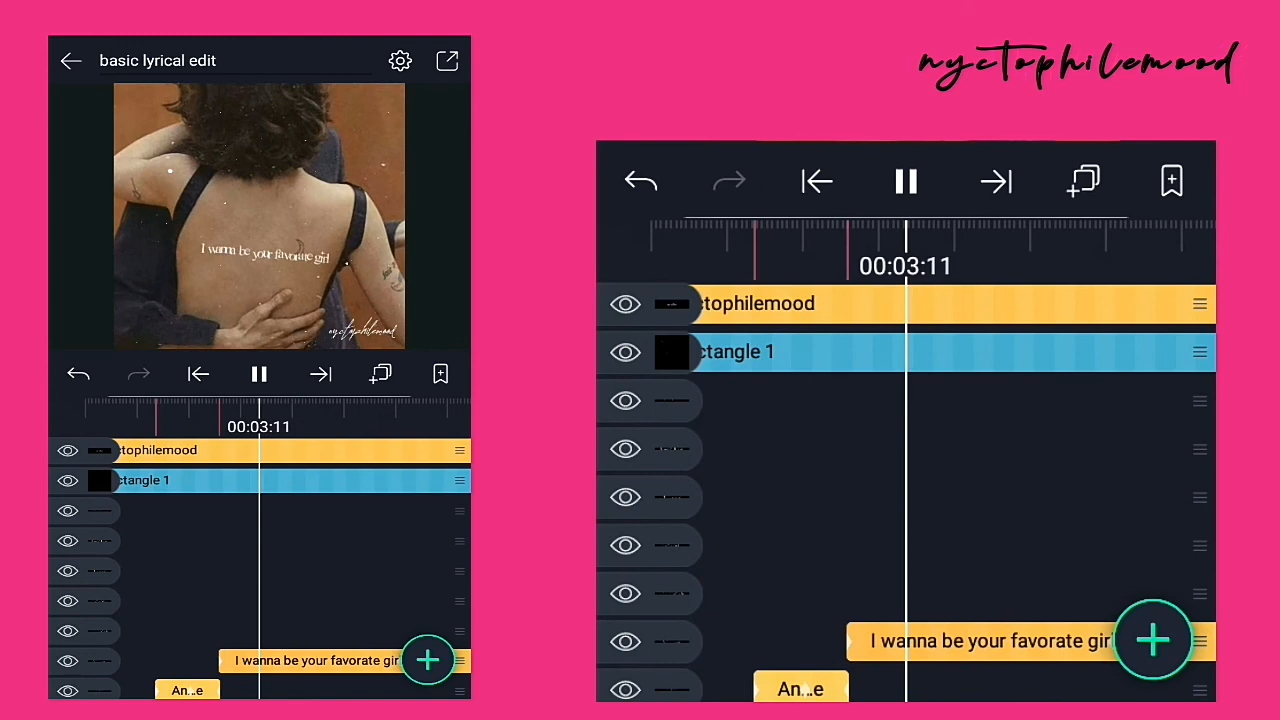 nyctophilemood
basic lyrical edit
I wanna be your favorate girl
nyctophilemood
00:03:11
ctophilemood
ctangle 1
I wanna be your favorate gir
An...e
00:03:11
ctophilemood
ctangle 1
I wanna be your favorate girl
An...e